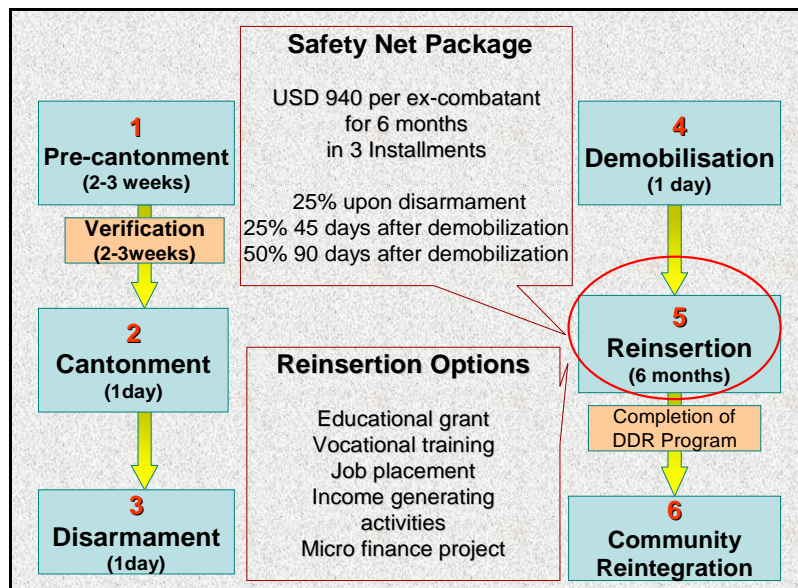 Safety Net Package
USD 940 per ex-combatant
for 6 months
in 3 Installments
25% upon disarmament
25% 45 days after demobilization
50% 90 days after demobilization
1
Pre-cantonment
(2-3 weeks)
Verification
(2-3weeks)
2
Cantonment
(1day)
3
Disarmament
(1day)
Reinsertion Options
Educational grant
Vocational training
Job placement
Income generating
activities
Micro finance project
4
Demobilisation
(1 day)
5
Reinsertion
(6 months)
Completion of
DDR Program
6
Community
Reintegration